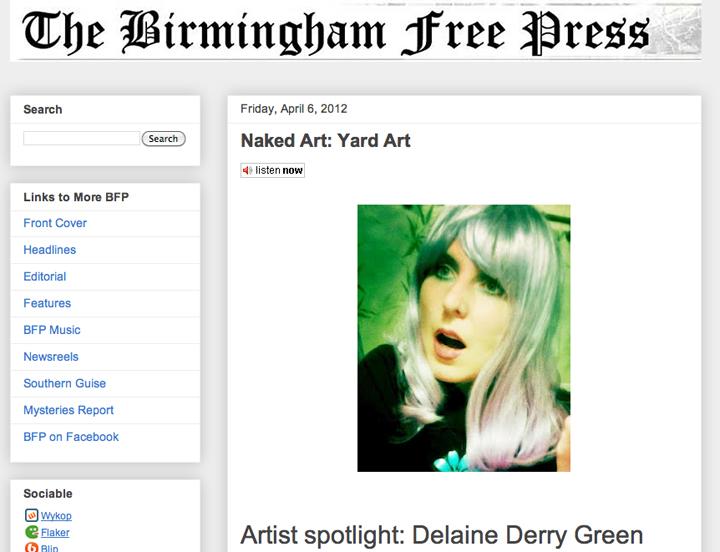 The Birmingham Free Press
Search
Search
Links to More BFP
Front Cover
Headlines
Editorial
Features
BFP Music
Newsreels
Southern Guise
Mysteries Report
BFP on Facebook
Sociable
Wykop
Flaker
Blip
Friday, April 6, 2012
Naked Art: Yard Art
listen now
Artist spotlight: Delaine Derry Green